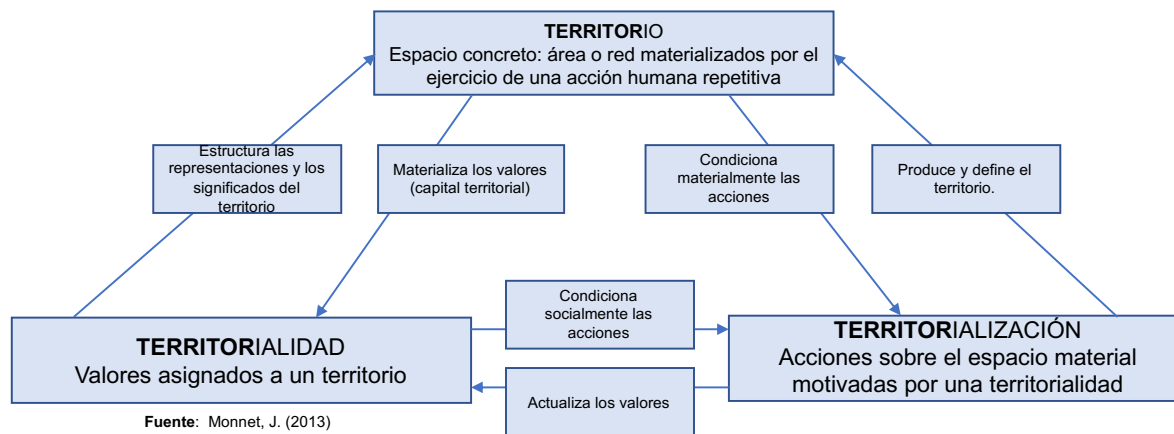 TERRITORIO
Espacio concreto: área o red materializados por el
ejercicio de una acción humana repetitiva
Estructura las
representaciones y los
significados del
territorio
Materializa los valores
(capital territorial)
Condiciona
materialmente las
acciones
Produce y define el
territorio.
Condiciona
socialmente las
acciones
TERRITORIALIDAD
Valores asignados a un territorio
TERRITORIALIZACIÓN
Acciones sobre el espacio material
motivadas por una territorialidad
Actualiza los valores
Fuente: Monnet, J. (2013)